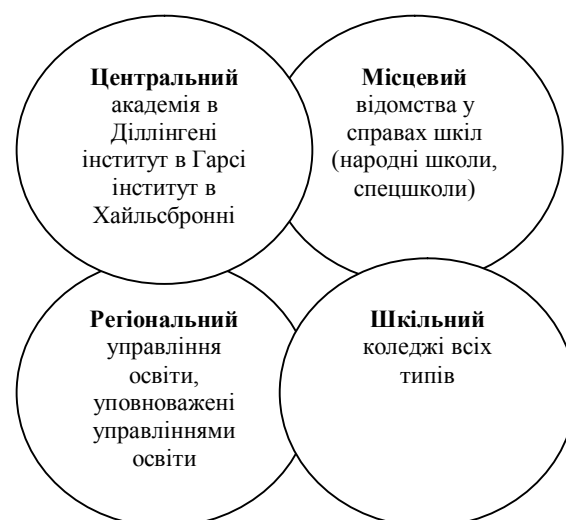 Центральний
академія в
Діллінгені
інститут в Гарсі
інститут в
Хайльсбронні
Місцевий
відомства у
справах шкіл
(народні школи,
спецшколи)
Регіональний
управління
освіти,
уповноважені
управліннями
освіти
Шкільний
коледжі всіх
типів